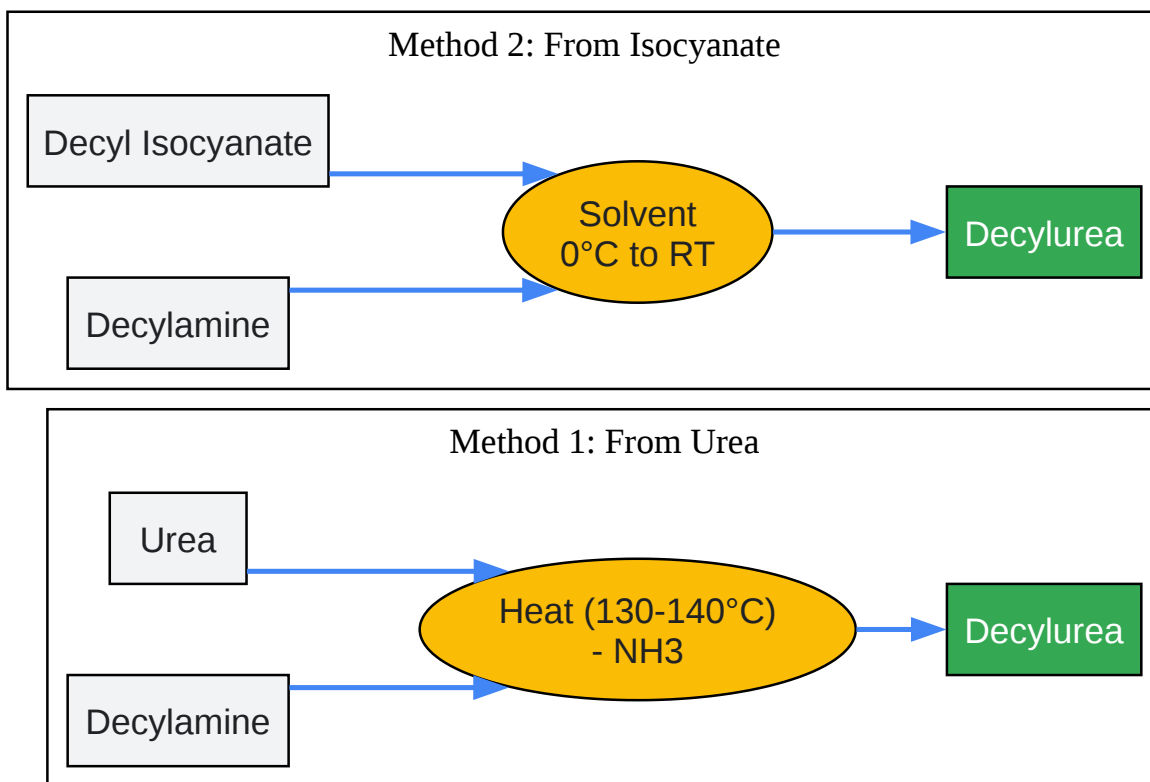 Method 2: From Isocyanate
Decyl Isocyanate
Solvent
0°C to RT
Decylurea
Decylamine
Method 1: From Urea
Urea
Heat (130-140°C)
- NH3
Decylurea
Decylamine